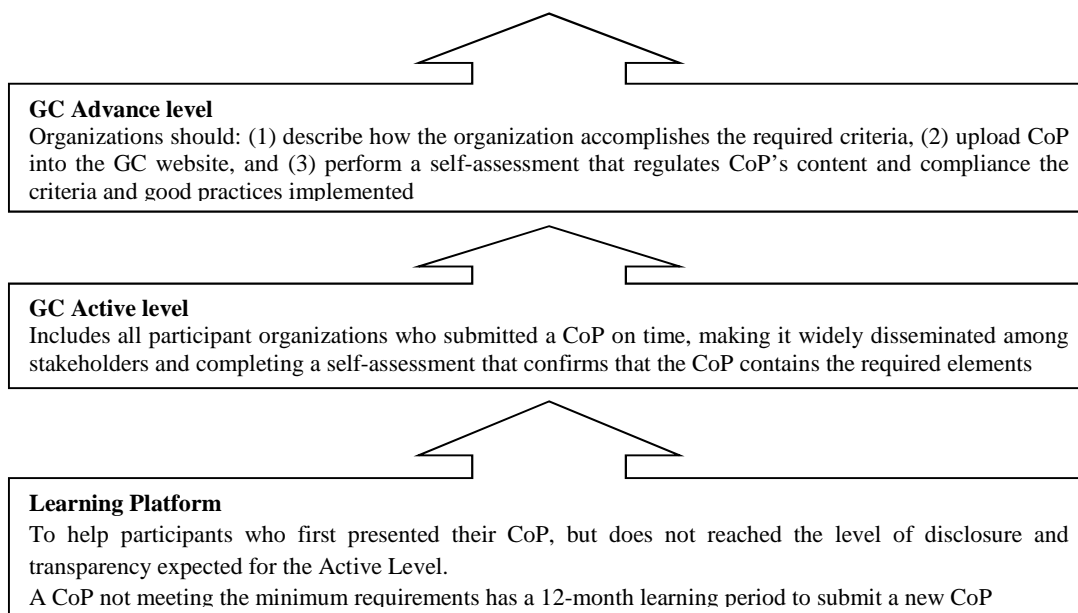 GC Advance level
Organizations should: (1) describe how the organization accomplishes the required criteria, (2) upload CoP
into the GC website, and (3) perform a self-assessment that regulates CoP’s content and compliance the
criteria and good practices implemented
GC Active level
Includes all participant organizations who submitted a CoP on time, making it widely disseminated among
stakeholders and completing a self-assessment that confirms that the CoP contains the required elements
Learning Platform
To help participants who first presented their CoP, but does not reached the level of disclosure and
transparency expected for the Active Level.
A CoP not meeting the minimum requirements has a 12-month learning period to submit a new CoP